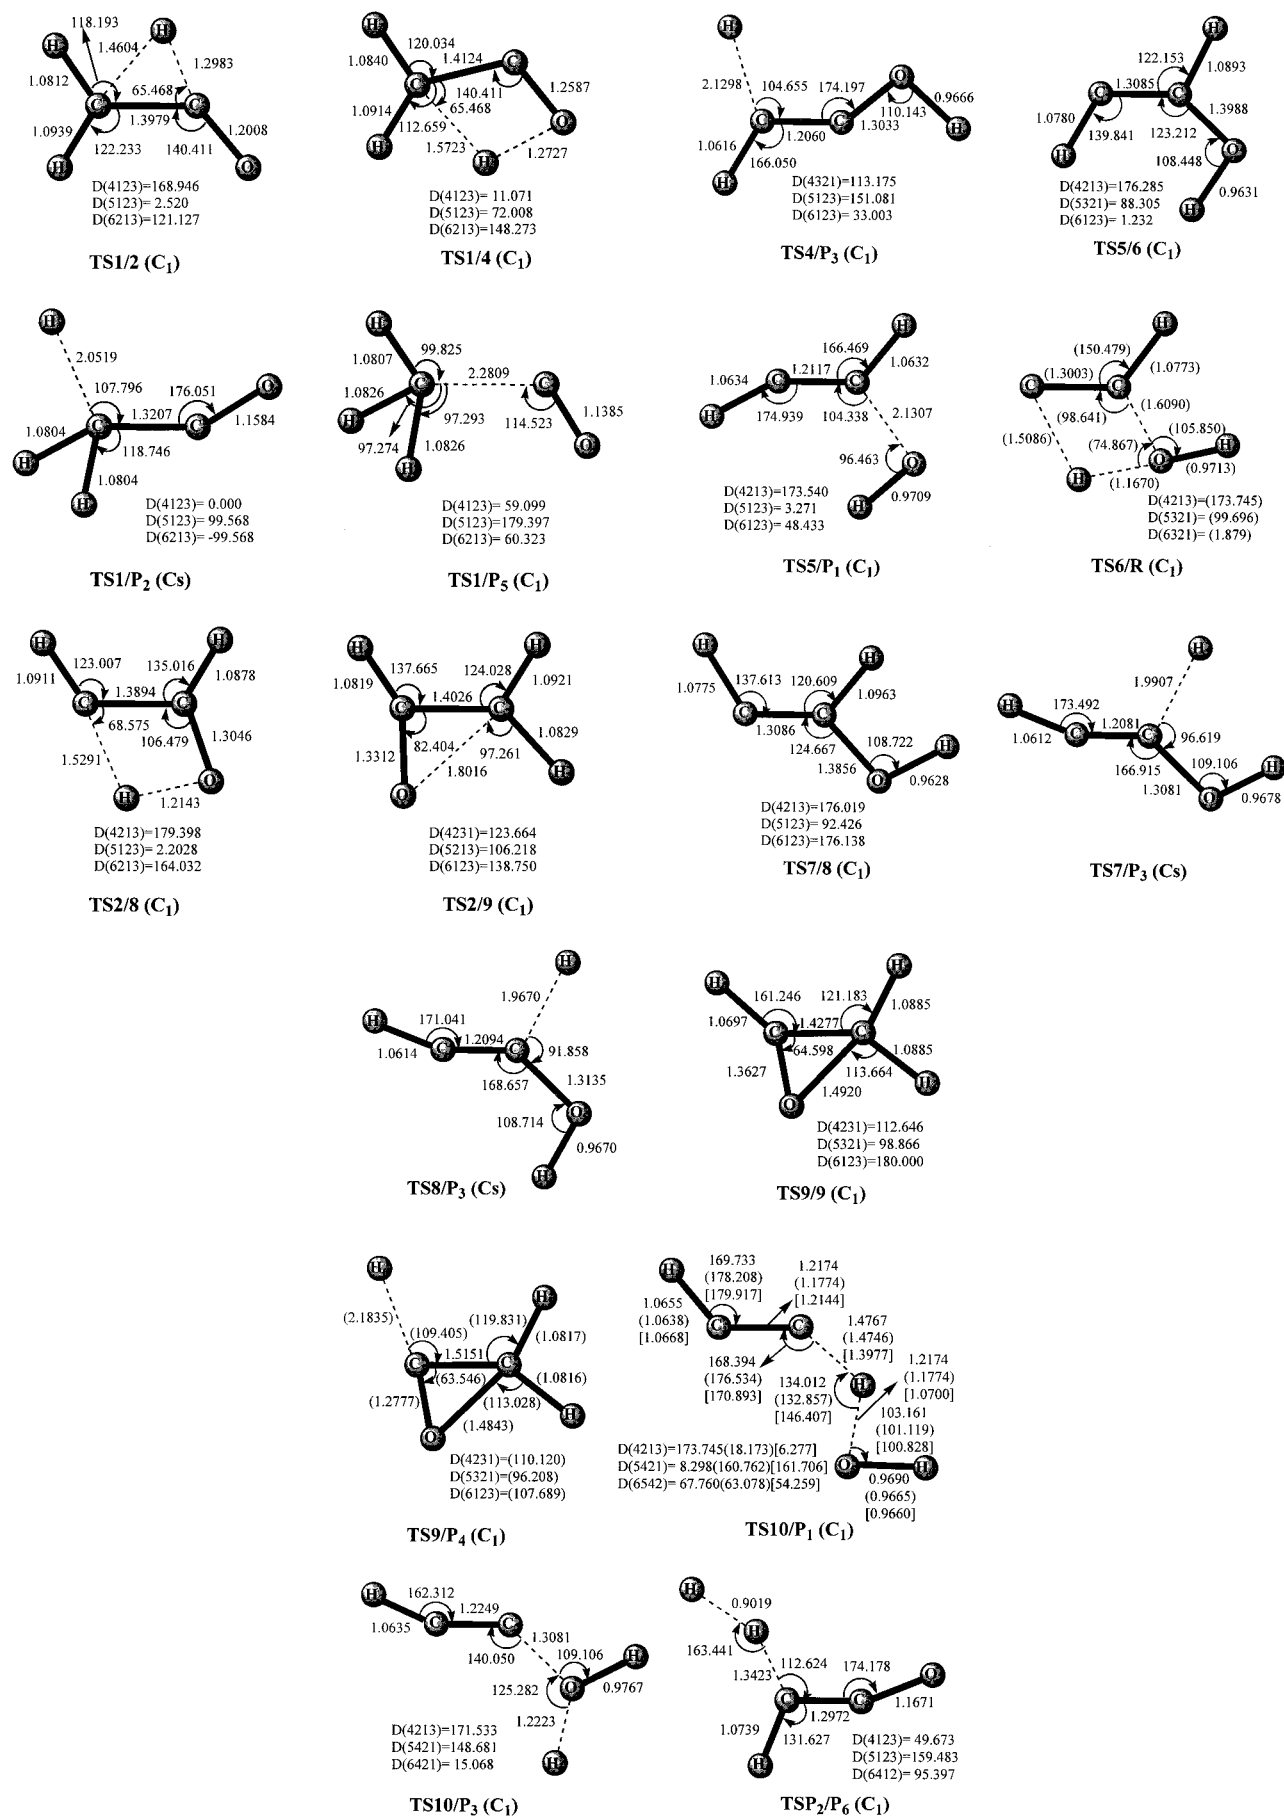 118.193
H
1.4604
H
1.2983
1.0812
65.468
C
C
1.3979
1.0939
1.2008
122.233
140.411
H
O
D(4123)=168.946
D(5123)= 2.520
D(6213)=121.127
TS1/2 (C1)
H
120.034
1.4124
C
1.0840
C
140.411
1.2587
65.468
1.0914
112.659
O
H
1.5723
H
1.2727
D(4123)= 11.071
D(5123)= 72.008
D(6213)=148.273
TS1/4 (C1)
H
2.1298
104.655
174.197
O
0.9666
110.143
C
C
1.3033
H
1.2060
1.0616
166.050
H
D(4321)=113.175
D(5123)=151.081
D(6123)= 33.003
TS4/P3 (C1)
H
122.153
1.0893
1.3085
C
C
1.3988
1.0780
139.841
123.212
H
O
108.448
0.9631
H
D(4213)=176.285
D(5321)= 88.305
D(6123)= 1.232
TS5/6 (C1)
H
2.0519
107.796
176.051
O
1.3207
1.1584
C
C
1.0804
118.746
H
1.0804
H
D(4123)= 0.000
D(5123)= 99.568
D(6213)= -99.568
TS1/P2 (Cs)
H
99.825
1.0807
2.2809
C
C
1.0826
1.1385
H
97.293
114.523
97.274
1.0826
O
H
D(4123)= 59.099
D(5123)=179.397
D(6213)= 60.323
TS1/P5 (C1)
H
166.469
1.0632
1.2117
1.0634
C
C
H
174.939
104.338
2.1307
96.463
O
H
0.9709
D(4213)=173.540
D(5123)= 3.271
D(6123)= 48.433
TS5/P1 (C1)
H
(150.479)
(1.3003)
(1.0773)
C
C
(98.641)
(1.6090)
(1.5086)
(105.850)
H
(74.867)
O
H
(0.9713)
(1.1670)
D(4213)=(173.745)
D(5321)= (99.696)
D(6321)= (1.879)
TS6/R (C1)
H
H
123.007
135.016
1.0911
1.0878
1.3894
C
C
68.575
106.479
1.3046
1.5291
O
H
1.2143
D(4213)=179.398
D(5123)= 2.2028
D(6213)=164.032
TS2/8 (C1)
H
H
137.665
124.028
1.0819
1.4026
1.0921
C
C
82.404
1.0829
97.261
1.3312
1.8016
H
O
D(4231)=123.664
D(5213)=106.218
D(6123)=138.750
TS2/9 (C1)
H
H
1.0775
137.613
120.609
1.0963
C
C
1.3086
124.667
108.722
H
1.3856
O
0.9628
D(4213)=176.019
D(5123)= 92.426
D(6123)=176.138
TS7/8 (C1)
H
1.9907
H
173.492
1.2081
1.0612
C
C
96.619
166.915
109.106
H
1.3081
O
0.9678
TS7/P3 (Cs)
H
1.9670
H
171.041
1.2094
1.0614
C
C
91.858
168.657
1.3135
O
108.714
0.9670
H
TS8/P3 (Cs)
H
H
161.246
121.183
1.0697
1.4277
1.0885
C
C
64.598
1.0885
1.3627
113.664
H
1.4920
O
D(4231)=112.646
D(5321)= 98.866
D(6123)=180.000
TS9/9 (C1)
H
H
(2.1835)
(119.831)
(1.0817)
(109.405)
1.5151
C
C
(63.546)
(1.0816)
(1.2777)
(113.028)
H
(1.4843)
O
D(4231)=(110.120)
D(5321)= (96.208)
D(6123)=(107.689)
TS9/P4 (C1)
169.733
(178.208)
[179.917]
1.2174
(1.1774)
[1.2144]
H
1.0655
(1.0638)
[1.0668]
C
C
1.4767
(1.4746)
[1.3977]
168.394
(176.534)
[170.893]
134.012
(132.857)
[146.407]
H
1.2174
(1.1774)
[1.0700]
103.161
(101.119)
[100.828]
D(4213)=173.745(18.173)[6.277]
D(5421)= 8.298(160.762)[161.706]
D(6542)= 67.760(63.078)[54.259]
O
H
0.9690
(0.9665)
[0.9660]
TS10/P1 (C1)
H
162.312
1.2249
1.0635
C
C
1.3081
140.050
109.106
H
125.282
O
0.9767
1.2223
H
D(4213)=171.533
D(5421)=148.681
D(6421)= 15.068
TS10/P3 (C1)
H
0.9019
H
163.441
112.624
174.178
1.3423
O
C
C
1.1671
1.2972
1.0739
131.627
H
D(4123)= 49.673
D(5123)=159.483
D(6412)= 95.397
TSP2/P6 (C1)